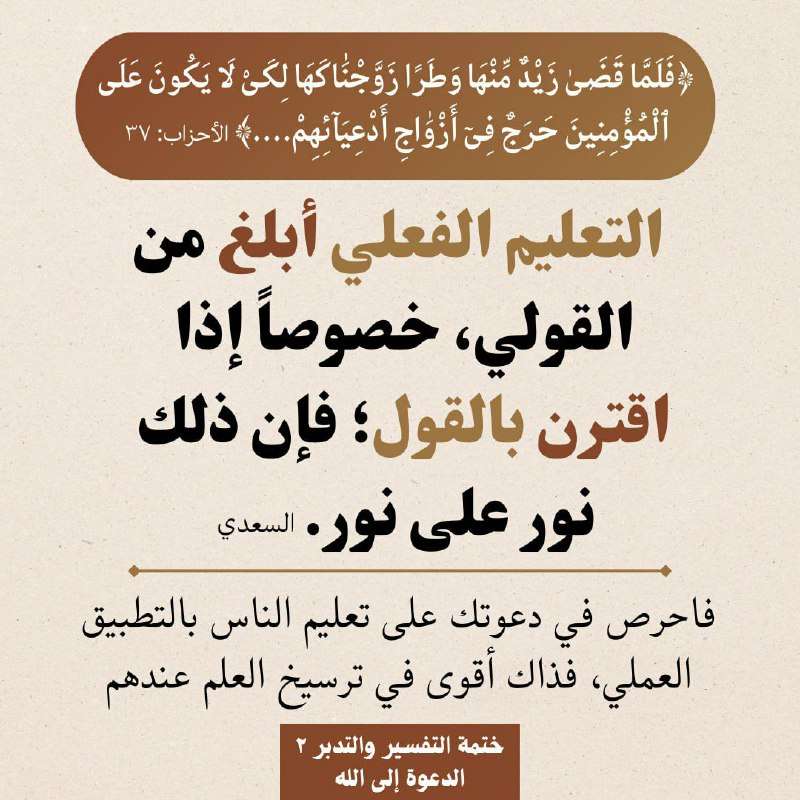 ﴿فَلَمَّا قَضَىٰ زَيْدٌ مِّنْهَا وَطَرًا زَوَّجْنَٰكَهَا لِكَىْ لَا يَكُونَ عَلَى
ٱلْمُؤْمِنِينَ حَرَجٌ فِىٓ أَزْوَٰجِ أَدْعِيَآئِهِمْ....﴾ الأحزاب: ٣٧
التعليم الفعلي أبلغ من
القولي، خصوصاً إذا
اقترن بالقول؛ فإن ذلك
نور على نور. السعدي
فاحرص في دعوتك على تعليم الناس بالتطبيق
العملي، فذاك أقوى في ترسيخ العلم عندهم
ختمة التفسير والتدبر ٢
الدعوة إلى الله